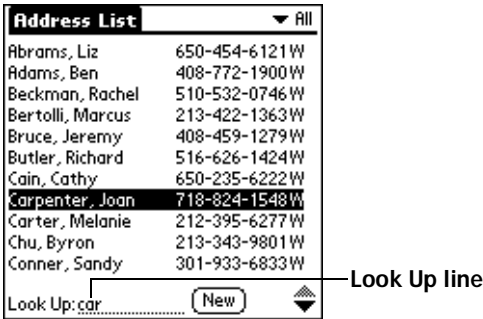 Address List ▼ All
Abrams, Liz 650-454-6121W
Adams, Ben 408-772-1900W
Beckman, Rachel 510-532-0746W
Bertolli, Marcus 213-422-1363W
Bruce, Jeremy 408-459-1279W
Butler, Richard 516-626-1424W
Cain, Cathy 650-235-6222W
Carpenter, Joan 718-824-1548W
Carter, Melanie 212-395-6277W
Chu, Byron 213-343-9801W
Conner, Sandy 301-933-6833W
Look Up line
Look Up: car New